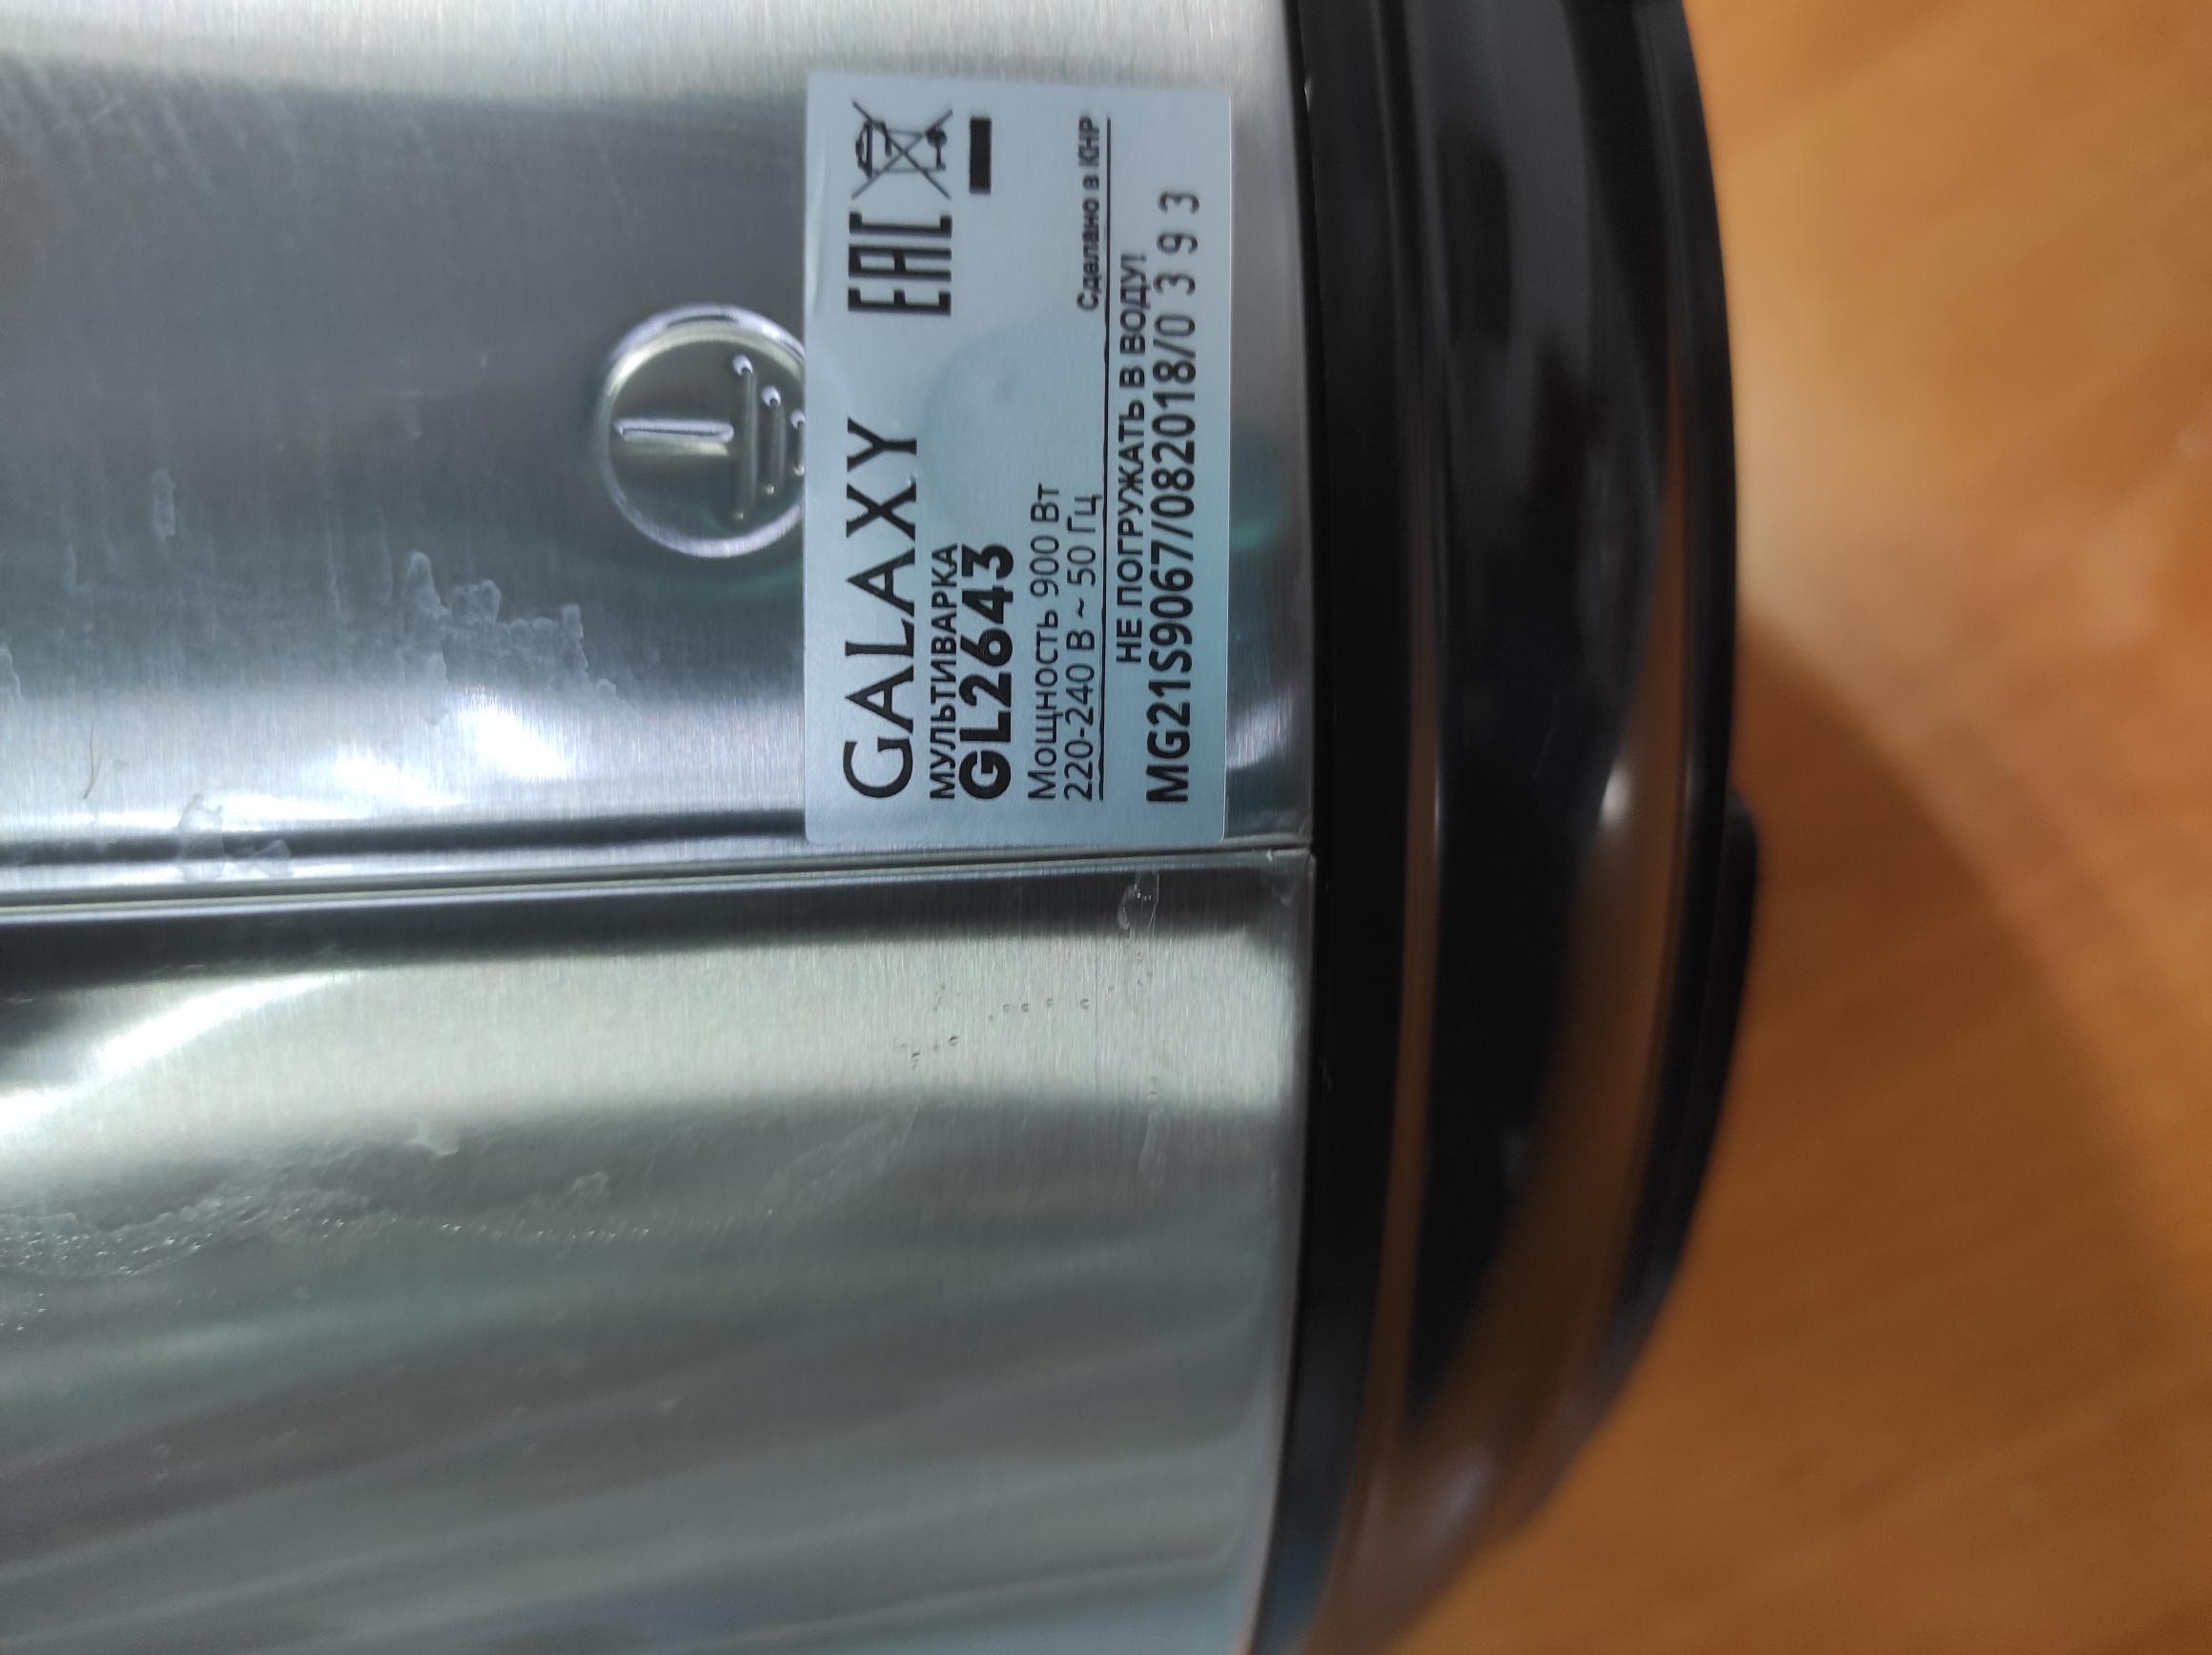 GALAXY
EAC
МУЛЬТИВАРКА
GL2643
Мощность 900 Вт
220-240 В ~ 50 Гц
Сделано в КНР
НЕ ПОГРУЖАТЬ В ВОДУ!
MG21S9067/082018/0393